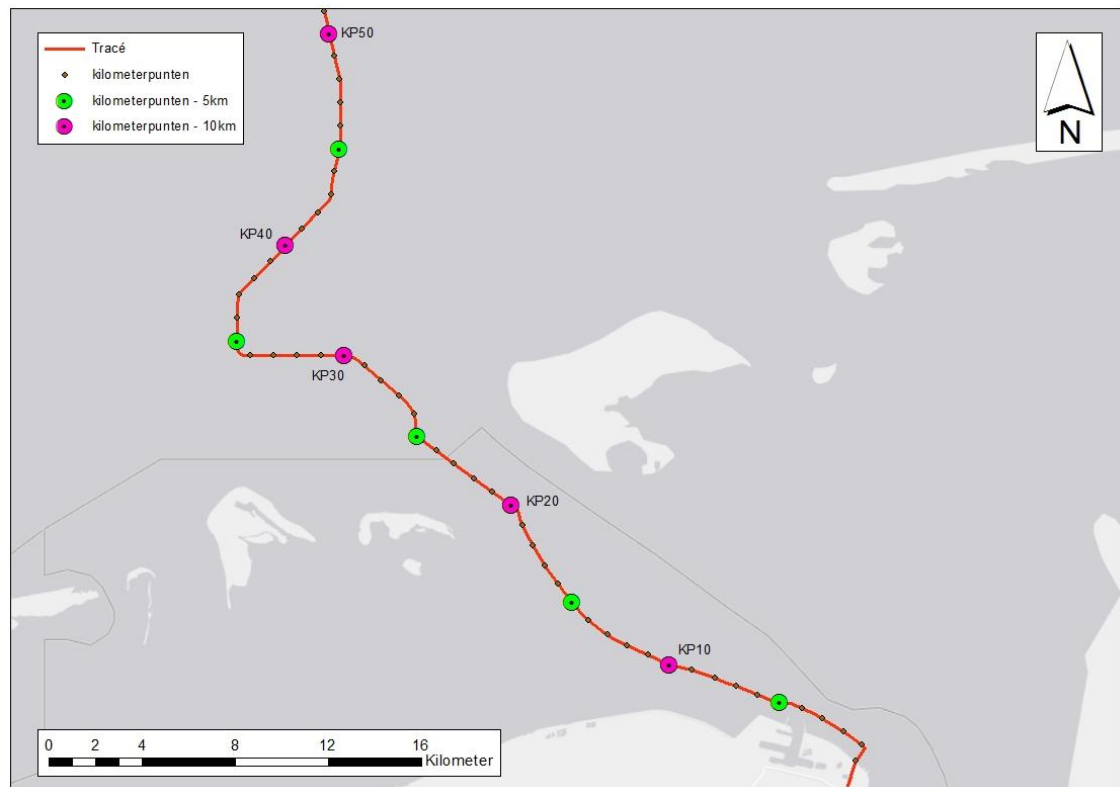 KP50
Tracé
kilometerpunten
kilometerpunten - 5km
kilometerpunten - 10km
N
KP40
KP30
KP20
KP10
0 2 4 8 12 16
Kilometer